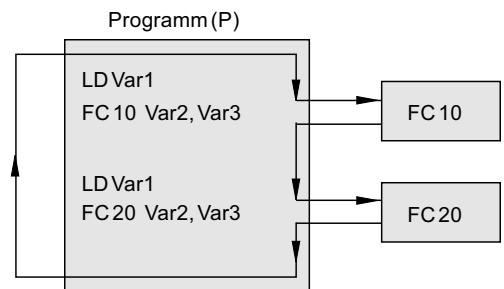 Programm (P)
LD Var1
FC 10 Var2, Var3
FC 10
LD Var1
FC 20 Var2, Var3
FC 20